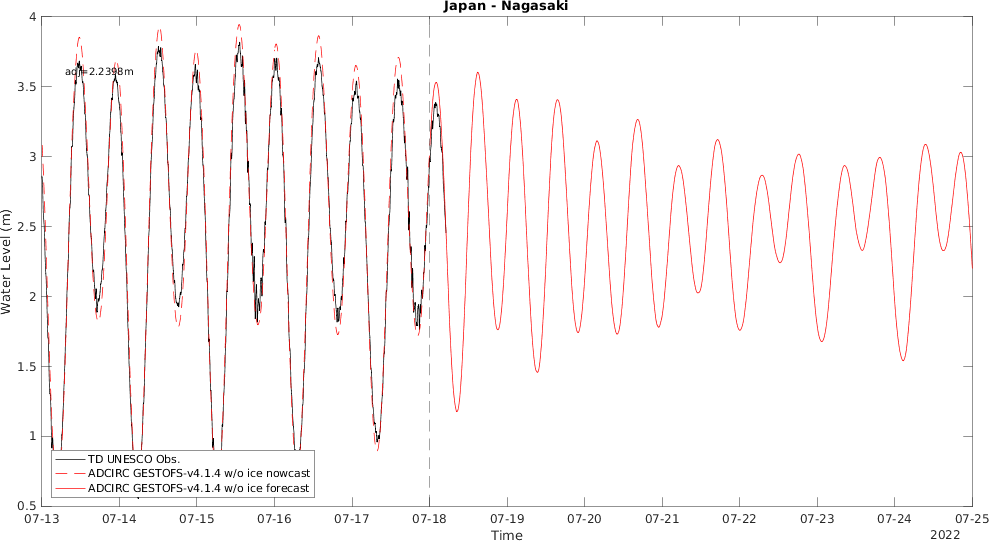 Japan - Nagasaki
4
3.5
3
2.5
2
1.5
1
0.5
Water Level (m)
=2.2398m
TD UNESCO Obs.
ADCIRC GESTOFS-v4.1.4 w/o ice nowcast
ADCIRC GESTOFS-v4.1.4 w/o ice forecast
07-13 07-14 07-15 07-16 07-17 07-18 07-19 07-20 07-21 07-22 07-23 07-24 07-25
Time
2022